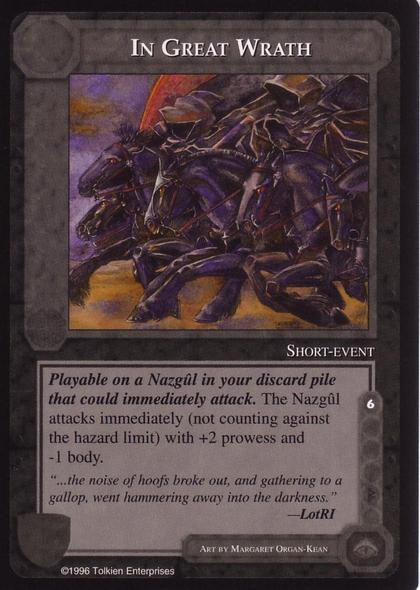 IN GREAT WRATH
SHORT-EVENT
Playable on a Nazgûl in your discard pile
that could immediately attack. The Nazgûl
attacks immediately (not counting against
the hazard limit) with +2 prowess and
-1 body.
6
“...the noise of hoofs broke out, and gathering to a
gallop, went hammering away into the darkness.”
—LotRI
ART BY MARGARET ORGAN-KEAN
©1996 Tolkien Enterprises